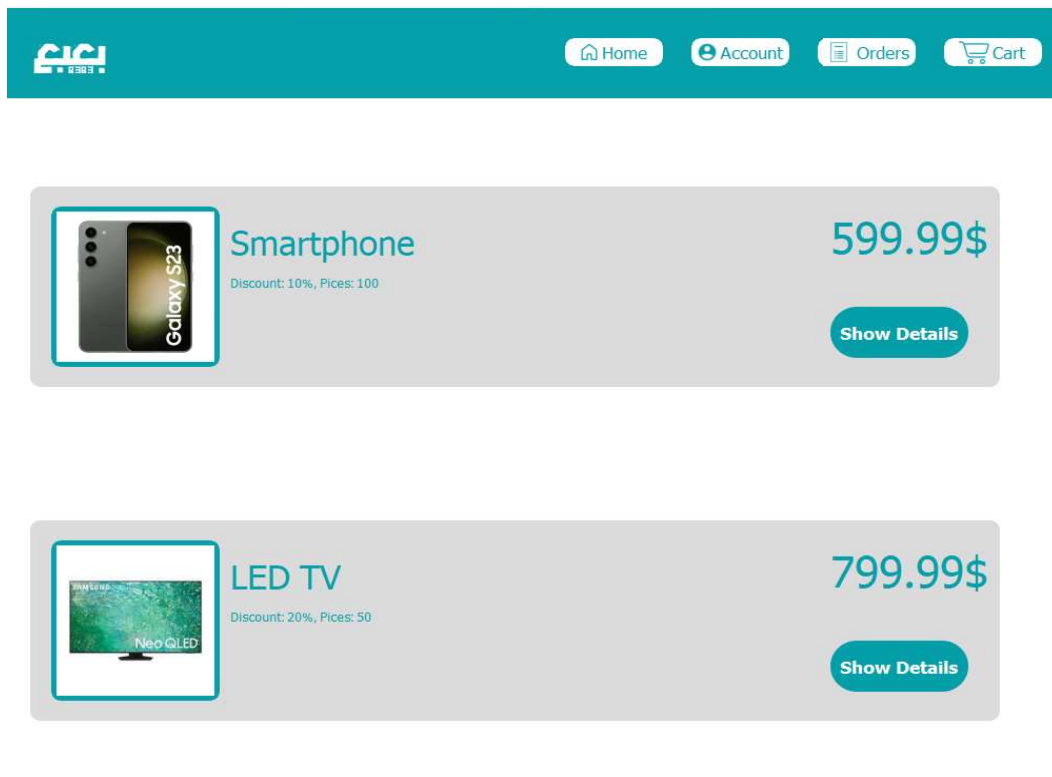 Home Account Orders Cart
Smartphone
599.99$
Discount: 10%, Pices: 100
Galaxy S23
Show Details
LED TV
799.99$
Discount: 20%, Pices: 50
SAMSUNG
Neo QLED
Show Details